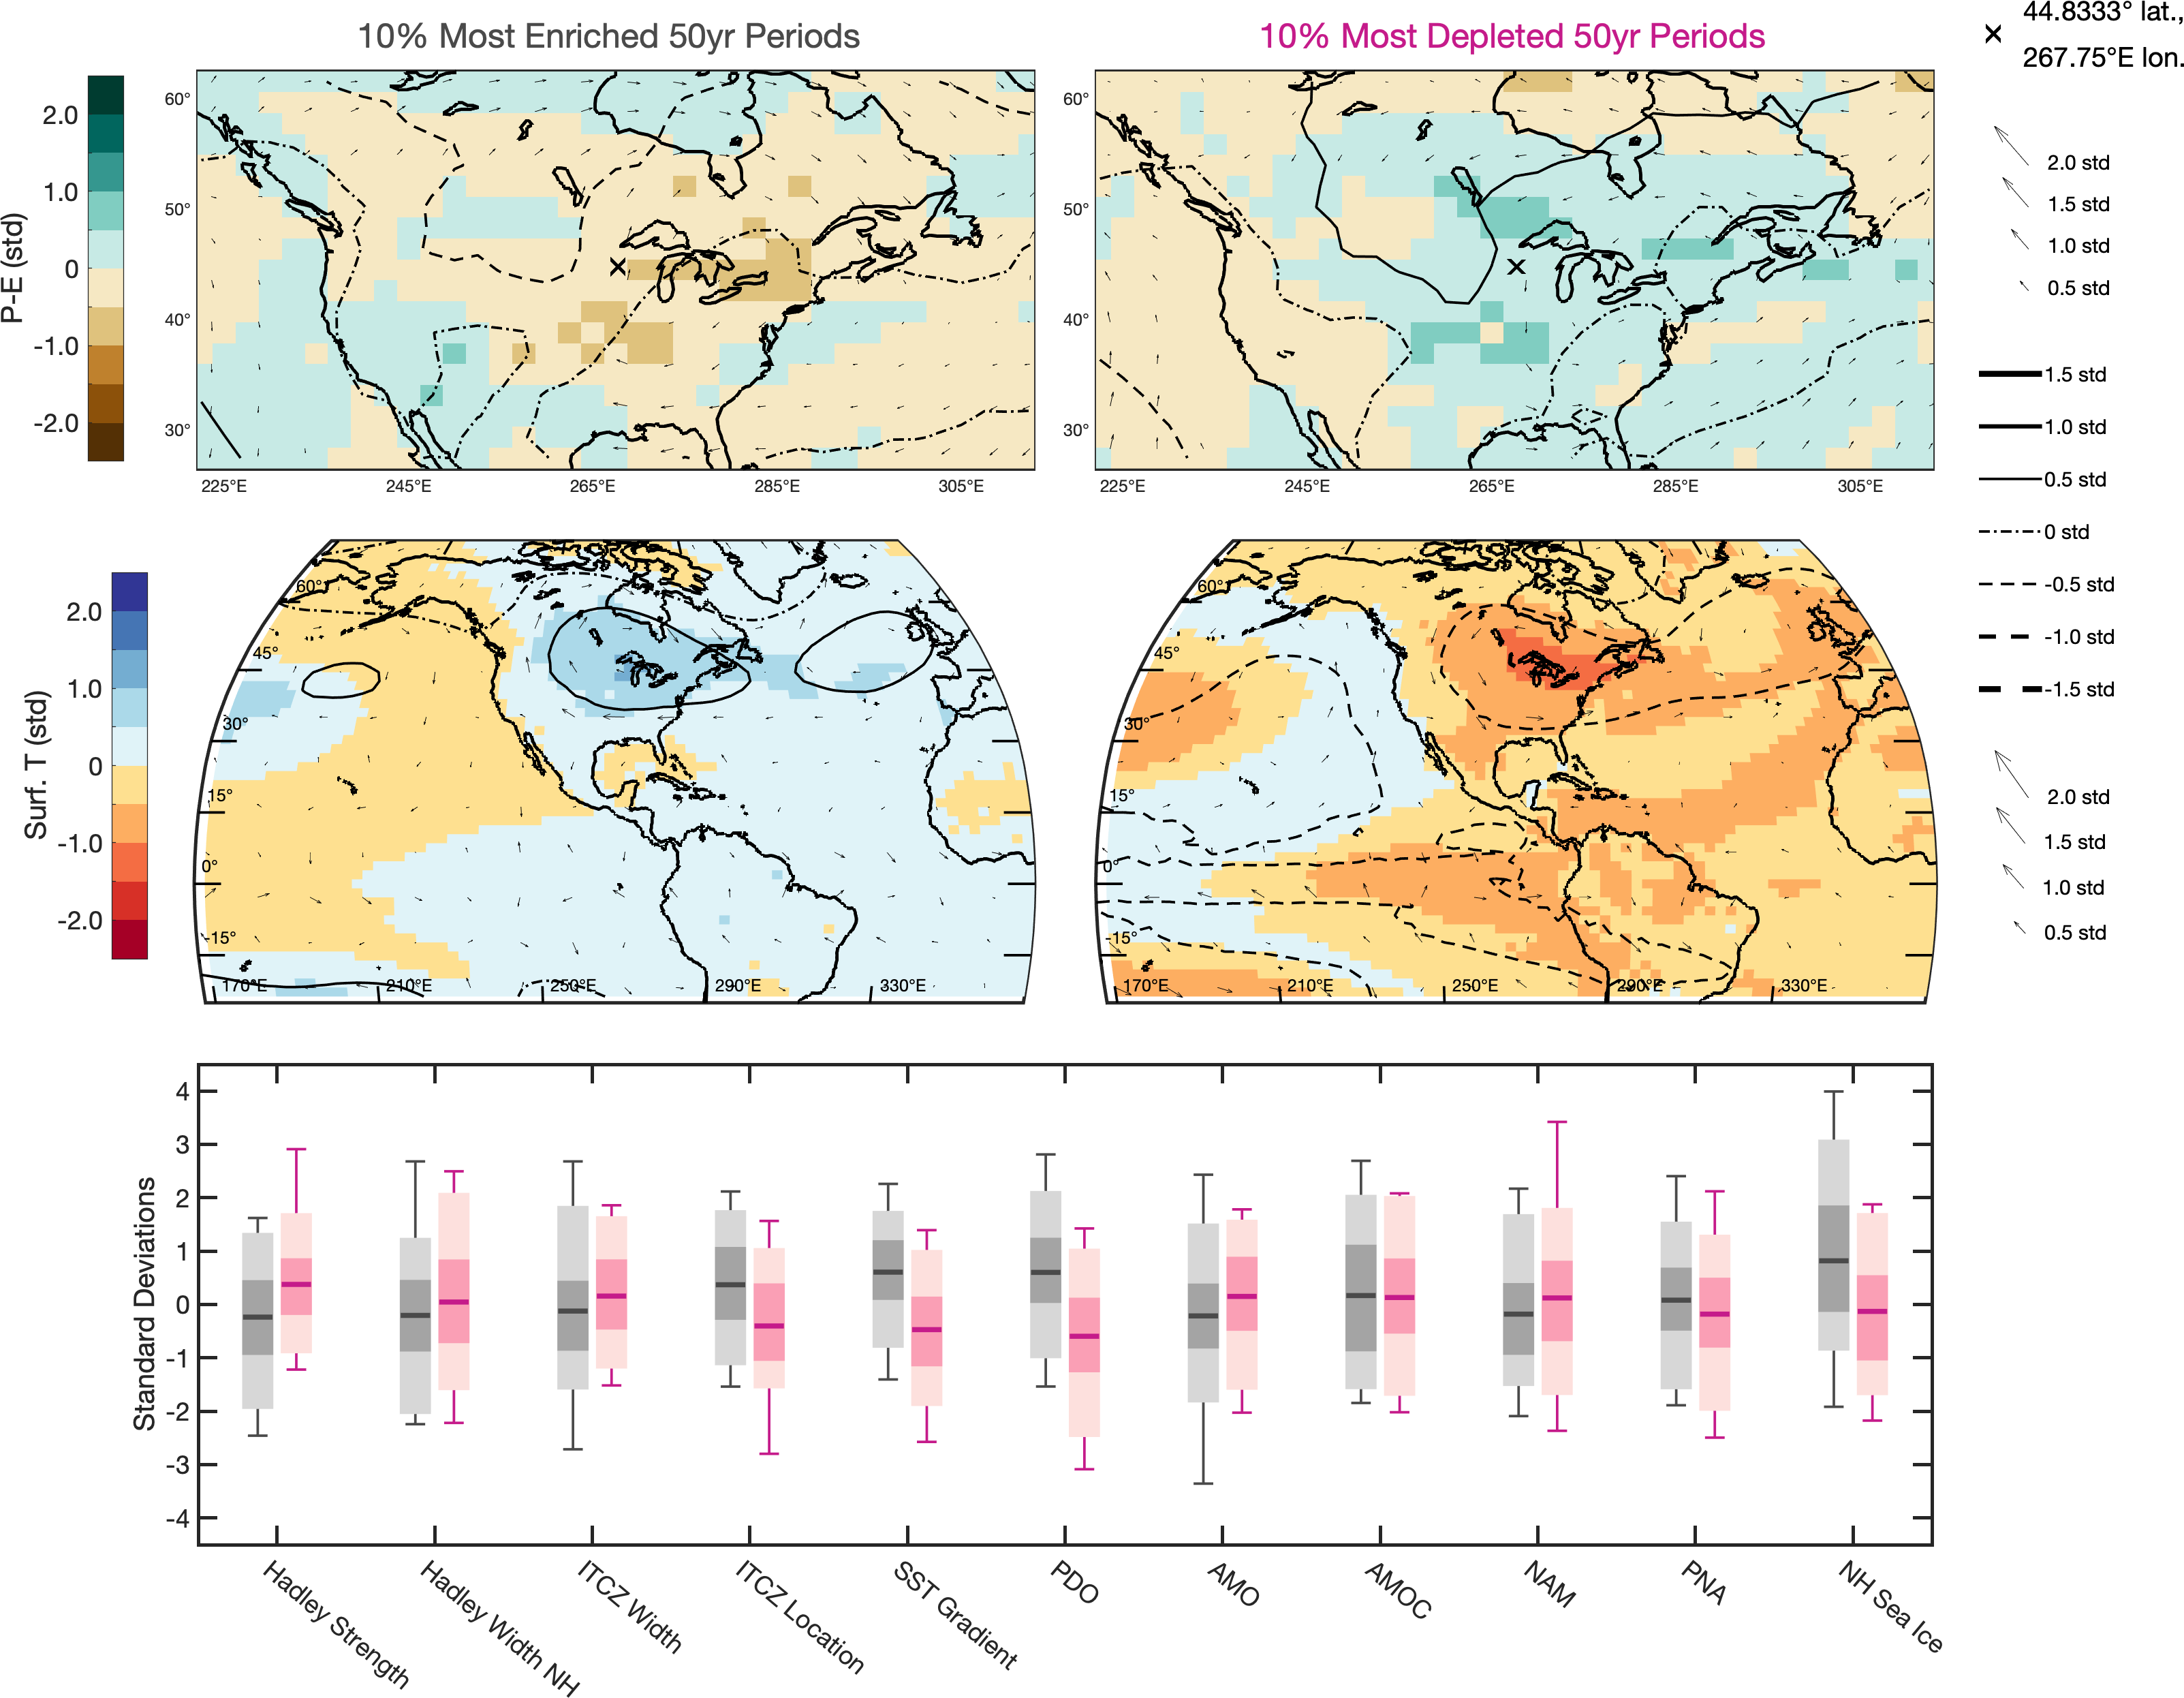 10% Most Enriched 50yr Periods
10% Most Depleted 50yr Periods
44.8333° lat.,
267.75°E lon.
P-E (std)
2.0
1.0
0
-1.0
-2.0
60°
50°
40°
30°
225°E
245°E
265°E
285°E
305°E
60°
50°
40°
30°
225°E
245°E
265°E
285°E
305°E
2.0 std
1.5 std
1.0 std
0.5 std
1.5 std
1.0 std
0.5 std
0 std
-0.5 std
-1.0 std
-1.5 std
2.0 std
1.5 std
1.0 std
0.5 std
Surf. T (std)
2.0
1.0
0
-1.0
-2.0
60°
45°
30°
15°
0°
-15°
170°E
210°E
250°E
290°E
330°E
60°
45°
30°
15°
0°
-15°
170°E
210°E
250°E
290°E
330°E
Standard Deviations
4
3
2
1
0
-1
-2
-3
-4
Hadley Strength
Hadley Width NH
ITCZ Width
ITCZ Location
SST Gradient
PDO
AMO
AMOC
NAM
PNA
NH Sea Ice